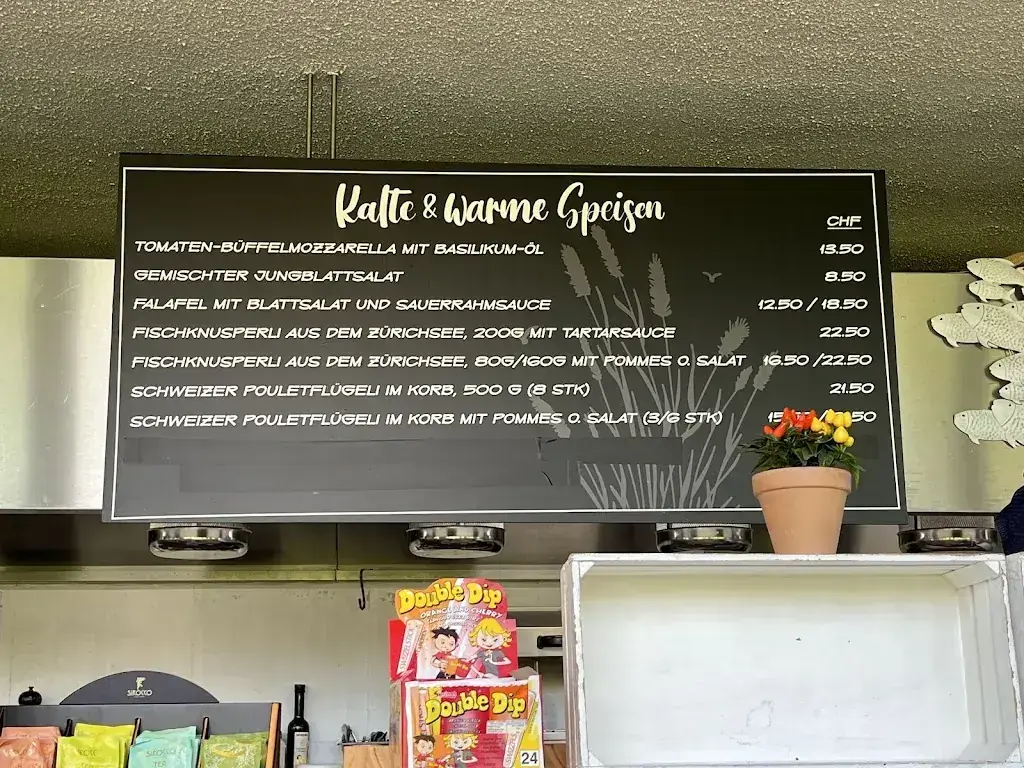 Kalte & Warme Speisen
CHF
TOMATEN-BÜFFELMOZZARELLA MIT BASILIKUM-ÖL 13.50
GEMISCHTER JUNGBLATTSALAT 8.50
FALAFEL MIT BLATTSALAT UND SAUERRAHMSAUCE 12.50 / 18.50
FISCHKNUSPERLI AUS DEM ZÜRICHSEE, 200G MIT TARTARSAUCE 22.50
FISCHKNUSPERLI AUS DEM ZÜRICHSEE, 80G/160G MIT POMMES O. SALAT 16.50 /22.50
SCHWEIZER POULETFLÜGELI IM KORB, 500 G (8 STK) 21.50
SCHWEIZER POULETFLÜGELI IM KORB MIT POMMES O. SALAT (3/6 STK)
Double Dip
ORANGE AND CHERRY
SIROCCO
Double Dip
24